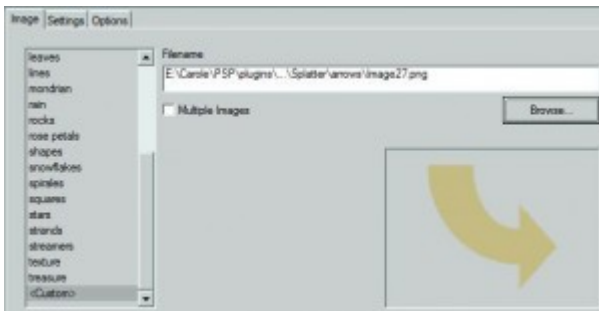 Image Settings Options
Filename
E:\Carole\PSP\plugins\...\Splatter\arrows\Image27.png
Multiple Images
Browse...
leaves
lines
mondrian
rain
rocks
rose petals
shapes
snowflakes
spirales
squares
stars
strands
streamers
texture
treasure
<Custom>